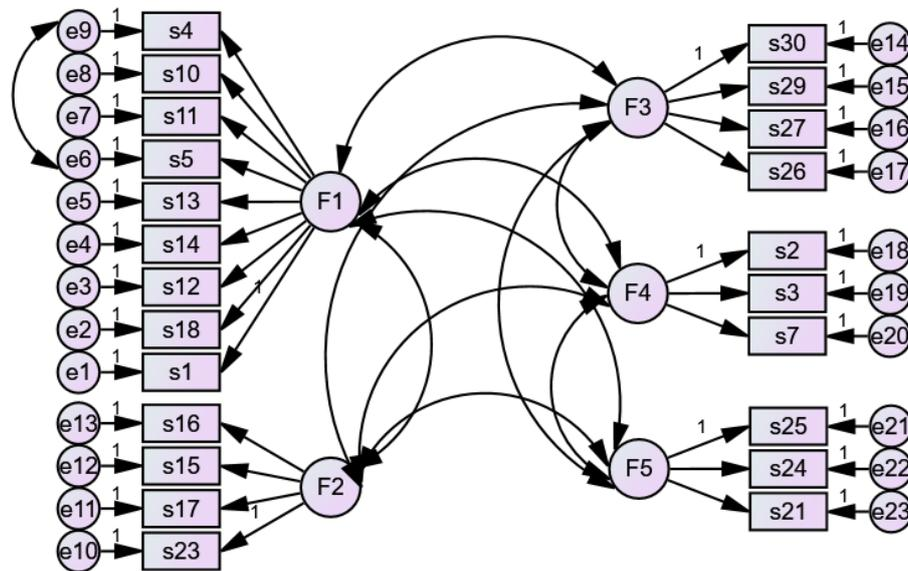 e9 1 s4
e8 1 s10
e7 1 s11
e6 1 s5
e5 1 s13
e4 1 s14
e3 1 s12
e2 1 s18
e1 1 s1
F1
1
e13 1 s16
e12 1 s15
e11 1 s17
e10 1 s23
F2
1
F3
1
s30 1 e14
s29 1 e15
s27 1 e16
s26 1 e17
F4
1
s2 1 e18
s3 1 e19
s7 1 e20
F5
1
s25 1 e21
s24 1 e22
s21 1 e23